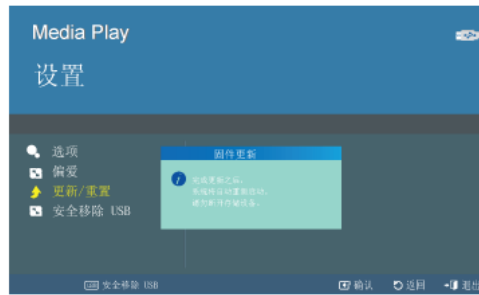 Media Play
设置
选项
偏爱
更新/重置
安全移除 USB
固件更新
完成更新之后,
系统将自动重新启动,
请勿断开存储设备。
安全移除 USB
确认 返回 退出